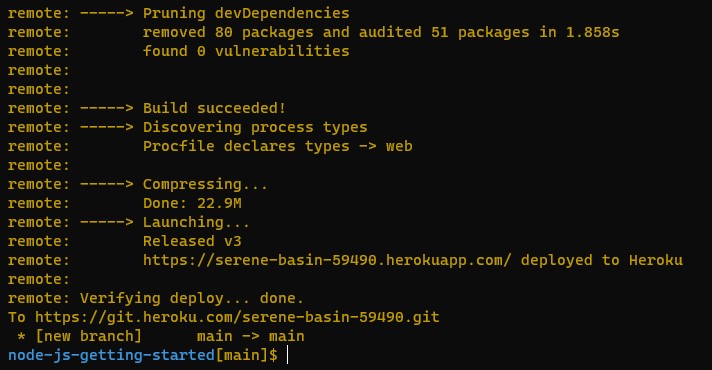 remote: -----> Pruning devDependencies
remote:        removed 80 packages and audited 51 packages in 1.858s
remote:        found 0 vulnerabilities
remote:
remote:
remote: -----> Build succeeded!
remote: -----> Discovering process types
remote:        Procfile declares types -> web
remote:
remote: -----> Compressing...
remote:        Done: 22.9M
remote: -----> Launching...
remote:        Released v3
remote:        https://serene-basin-59490.herokuapp.com/ deployed to Heroku
remote:
remote: Verifying deploy... done.
To https://git.heroku.com/serene-basin-59490.git
 * [new branch]      main -> main
node-js-getting-started[main]$